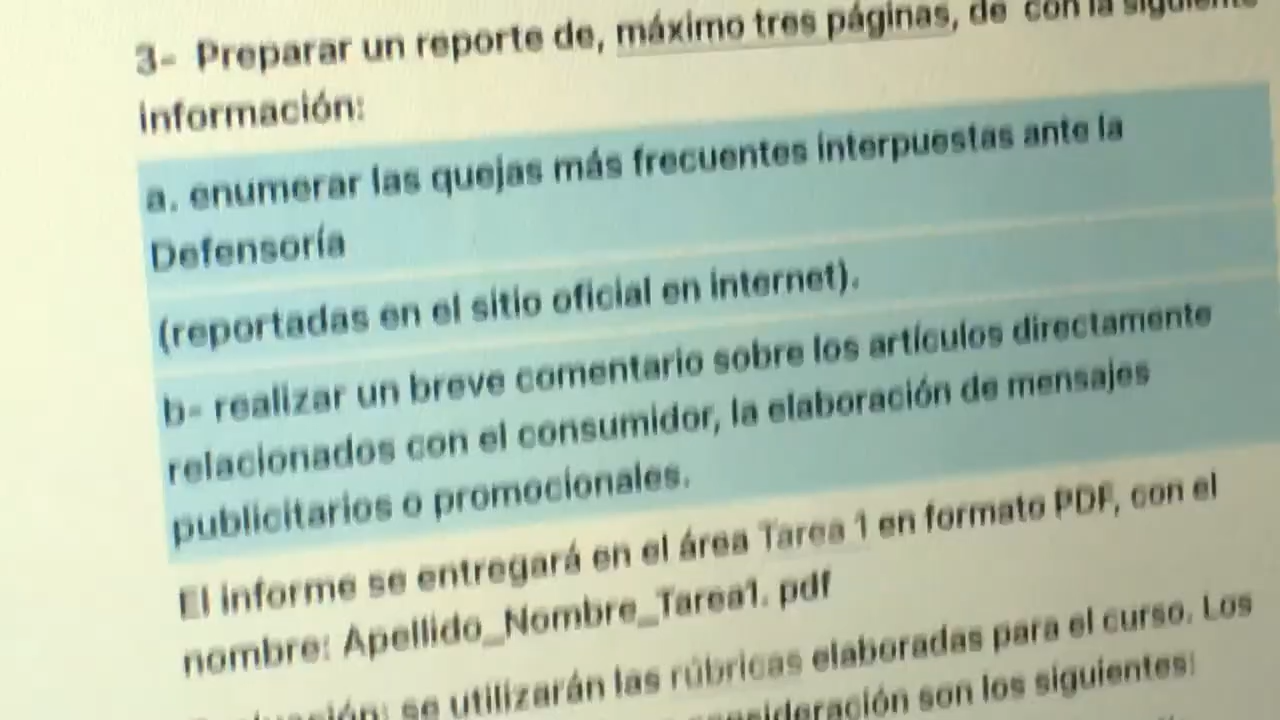 3- Preparar un reporte de, máximo tres páginas, de con la siguiente
información:
a. enumerar las quejas más frecuentes interpuestas ante la
Defensoría
(reportadas en el sitio oficial en internet).
b- realizar un breve comentario sobre los artículos directamente
relacionados con el consumidor, la elaboración de mensajes
publicitarios o promocionales.
El informe se entregará en el área Tarea 1 en formato PDF, con el
nombre: Apellido_Nombre_Tarea1. pdf
se utilizarán las rúbricas elaboradas para el curso. Los
consideración son los siguientes: